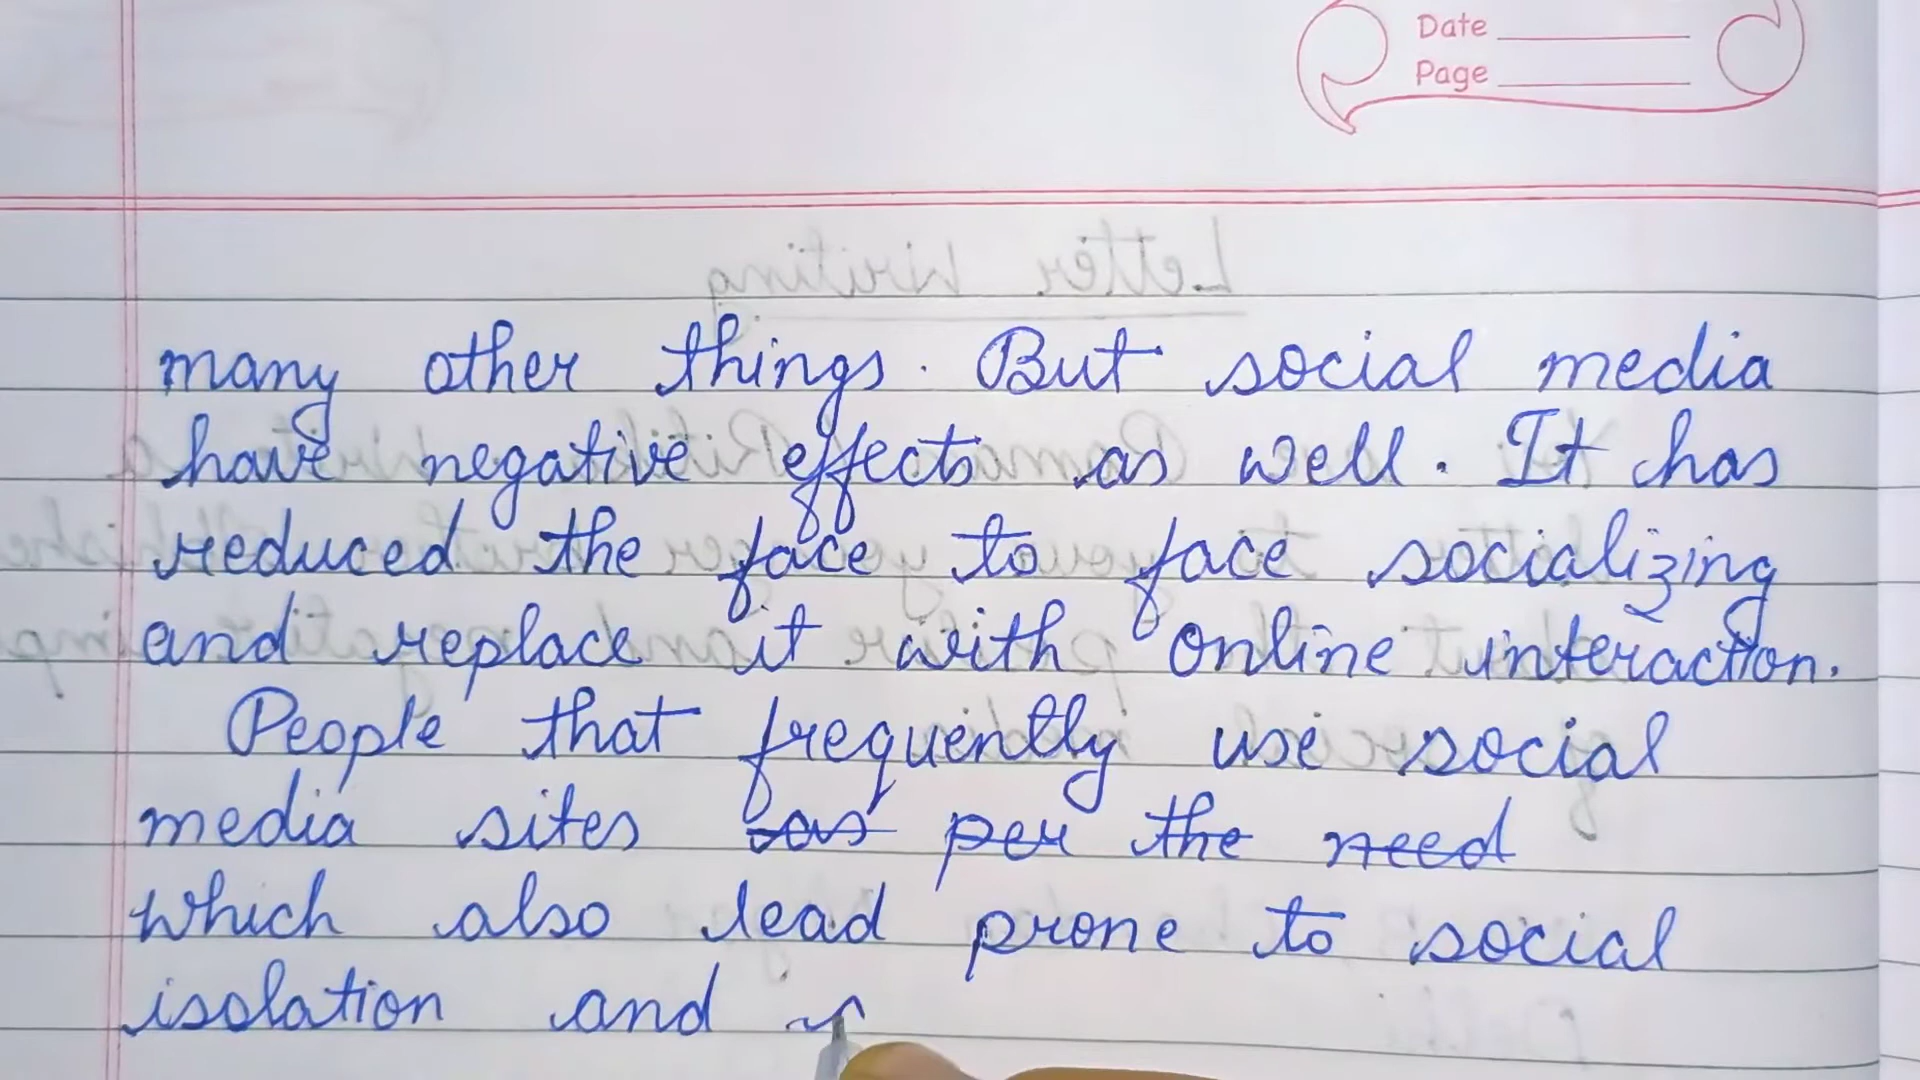 Date
Page
Letter Writing
many other things. But social media
have negative effects as well. It has
reduced the face to face socializing
and replace it with online interaction.
People that frequently use social
media sites as per the need
which also lead prone to social
isolation and